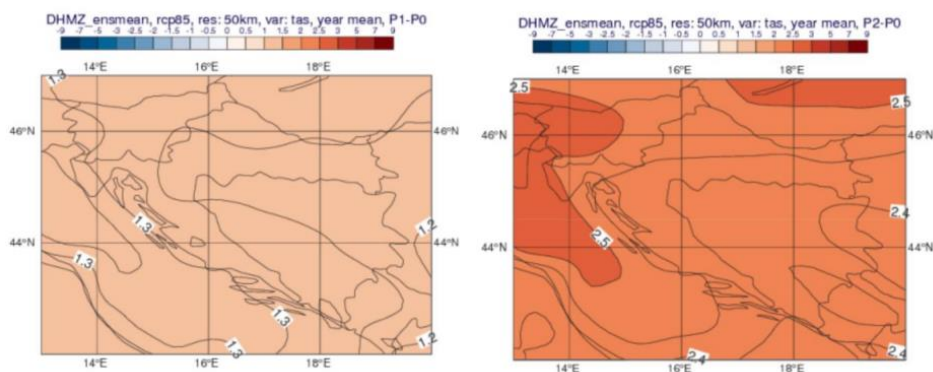 DHMZ_ensmean, rcp85, res: 50km, var: tas, year mean, P1-P0
-9 -7 -5 -3 -2.5 -2 -1.5 -1 -0.5 0 0.5 1 1.5 2 2.5 3 5 7 9
14°E 16°E 18°E
1.3
46°N 46°N
1.3
1.2
44°N 44°N
1.3
1.3
1.3 1.2
14°E 16°E 18°E
DHMZ_ensmean, rcp85, res: 50km, var: tas, year mean, P2-P0
-9 -7 -5 -3 -2.5 -2 -1.5 -1 -0.5 0 0.5 1 1.5 2 2.5 3 5 7 9
14°E 16°E 18°E
2.5
2.5
46°N 46°N
2.4
2.5
44°N 44°N
2.4 2.4
14°E 16°E 18°E